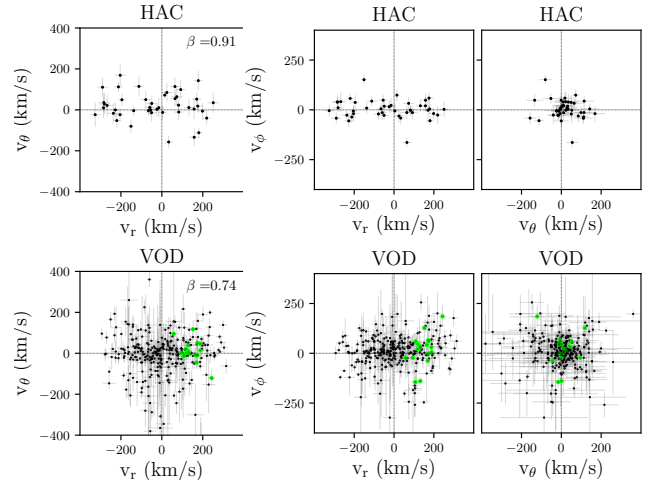 HAC
HAC
HAC
β =0.91
400
200
0
−200
−400
v_θ (km/s)
−200
0
200
v_r (km/s)
250
0
−250
v_ϕ (km/s)
−200
0
200
v_r (km/s)
−200
0
200
v_θ (km/s)
VOD
VOD
VOD
β =0.74
400
200
0
−200
−400
v_θ (km/s)
−200
0
200
v_r (km/s)
250
0
−250
v_ϕ (km/s)
−200
0
200
v_r (km/s)
−200
0
200
v_θ (km/s)